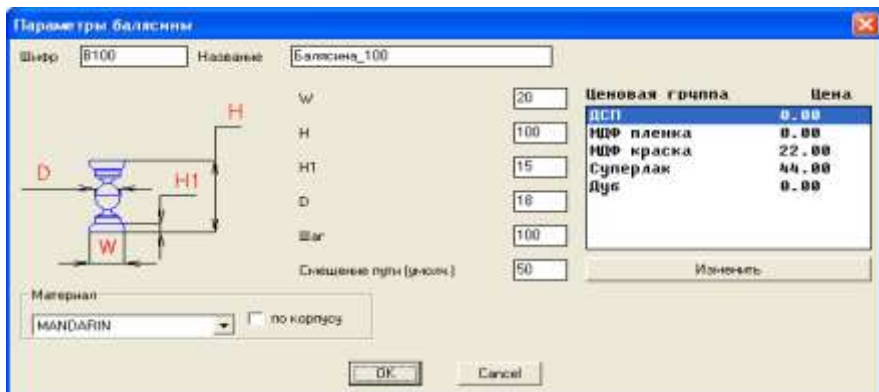 Параметры балясины
Шифр B100 Название Балясина_100
W 20
H 100
H1 15
D 18
Шаг 100
Смещение пути (умолч.) 50
H
D
H1
W
Ценовая группа Цена
ДСП 0.00
МДФ пленка 0.00
МДФ краска 22.00
Суперлак 44.00
Дуб 0.00
Изменить
Материал
MANDARIN по корпусу
OK Cancel